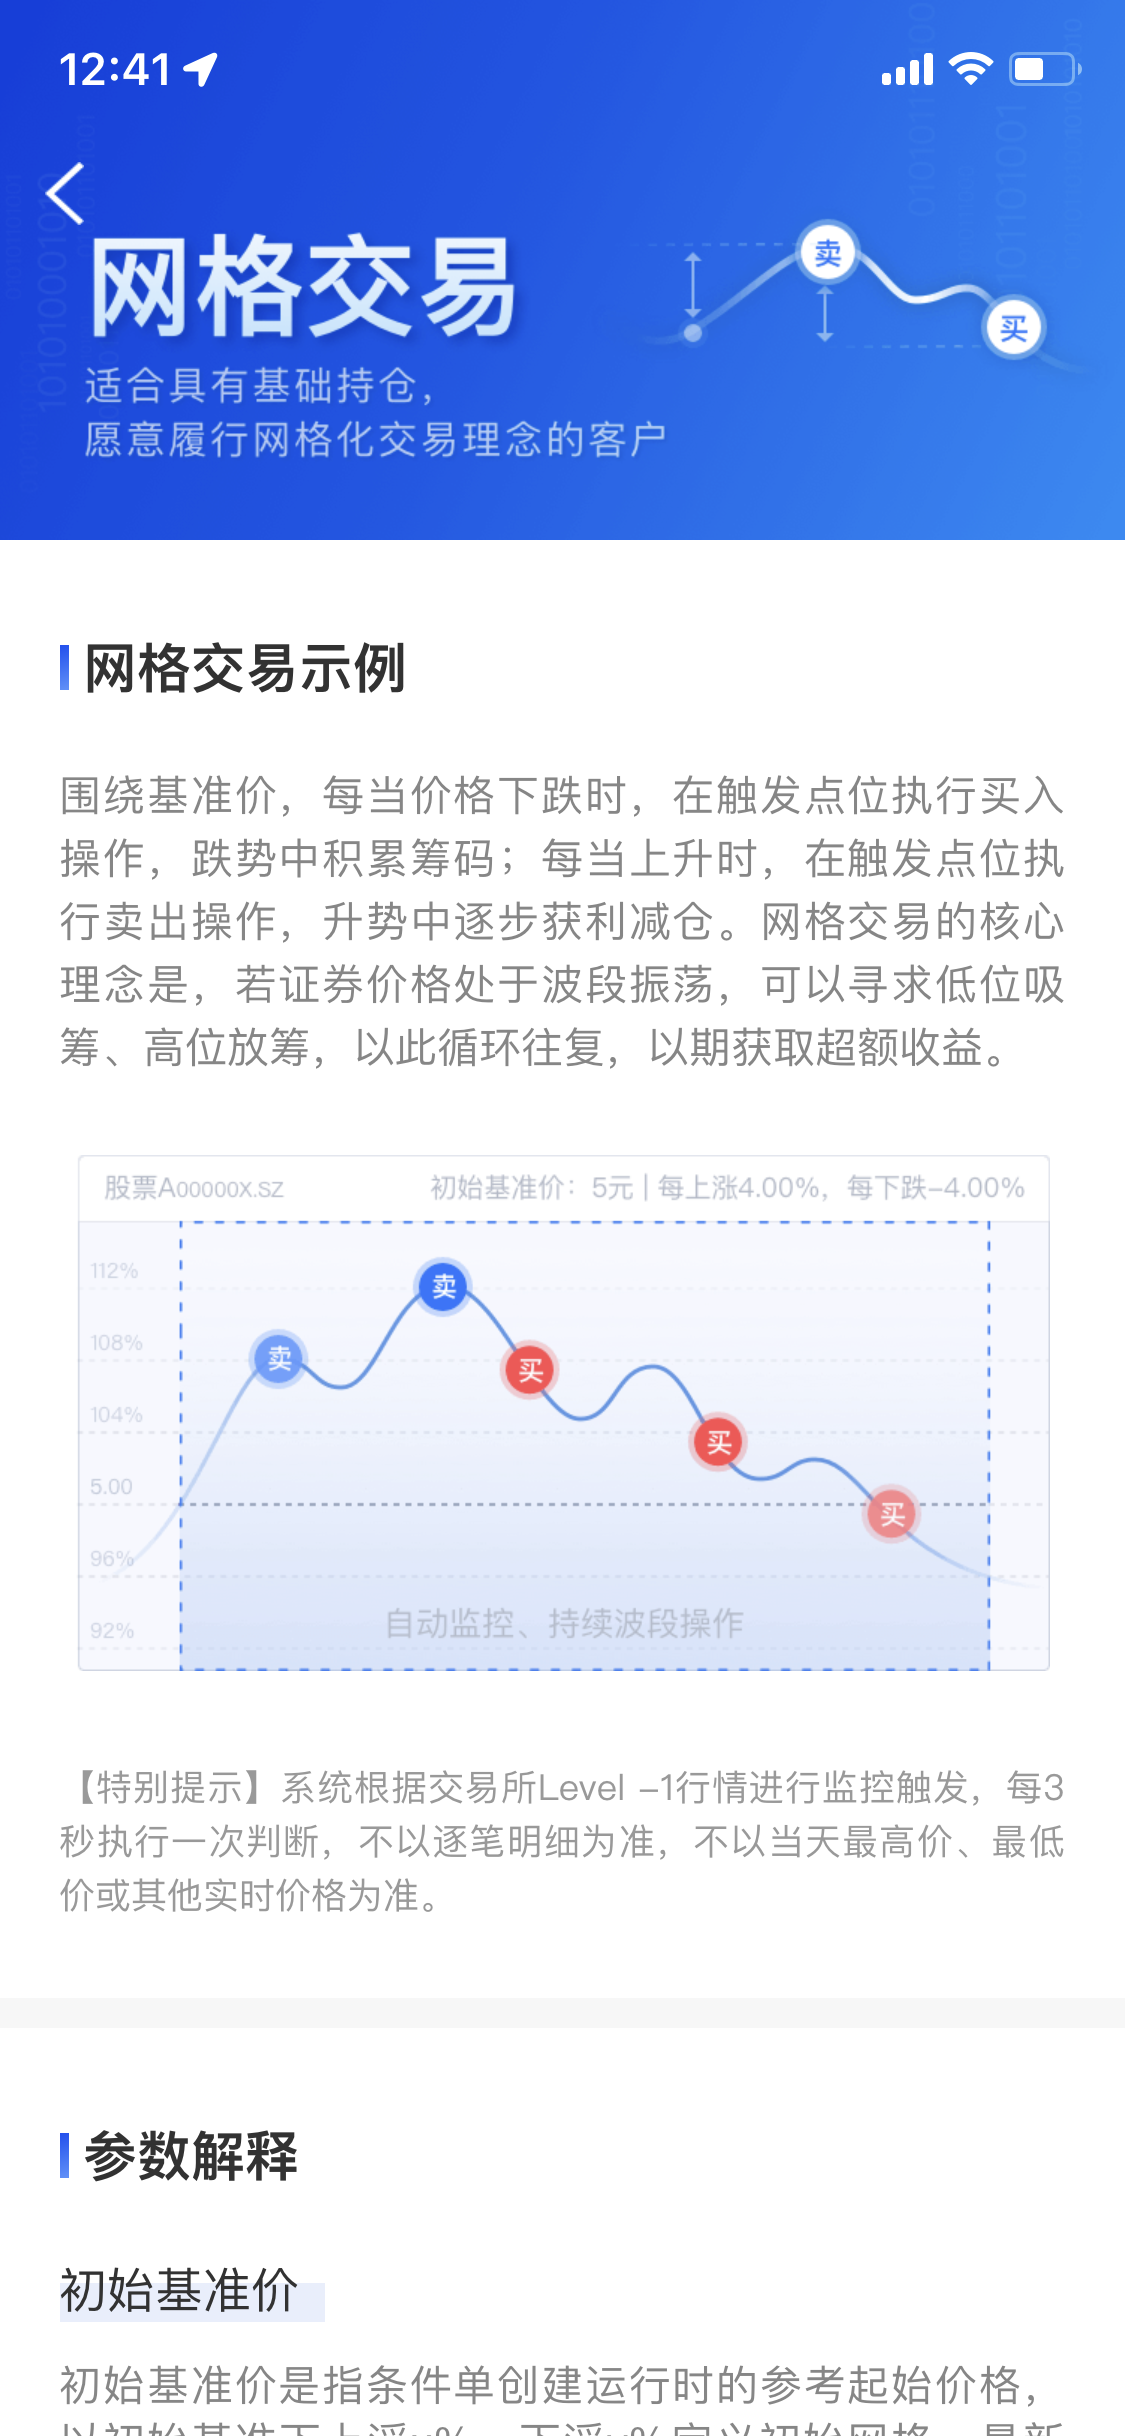 12:41
网格交易
适合具有基础持仓，
愿意履行网格化交易理念的客户
卖
买
网格交易示例
围绕基准价，每当价格下跌时，在触发点位执行买入
操作，跌势中积累筹码；每当上升时，在触发点位执
行卖出操作，升势中逐步获利减仓。网格交易的核心
理念是，若证券价格处于波段振荡，可以寻求低位吸
筹、高位放筹，以此循环往复，以期获取超额收益。
股票A00000X.SZ
初始基准价：5元 | 每上涨4.00%，每下跌-4.00%
112%
卖
108%
卖
买
104%
买
5.00
买
96%
92%
自动监控、持续波段操作
【特别提示】系统根据交易所Level -1行情进行监控触发，每3
秒执行一次判断，不以逐笔明细为准，不以当天最高价、最低
价或其他实时价格为准。
参数解释
初始基准价
初始基准价是指条件单创建运行时的参考起始价格，